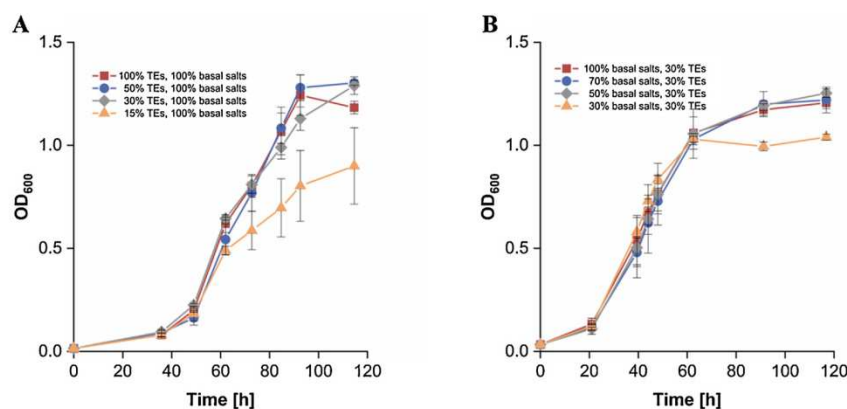 A
1.5
1.0
0.5
0.0
OD600
100% TEs, 100% basal salts
50% TEs, 100% basal salts
30% TEs, 100% basal salts
15% TEs, 100% basal salts
0 20 40 60 80 100 120
Time [h]
B
1.5
1.0
0.5
0.0
OD600
100% basal salts, 30% TEs
70% basal salts, 30% TEs
50% basal salts, 30% TEs
30% basal salts, 30% TEs
0 20 40 60 80 100 120
Time [h]